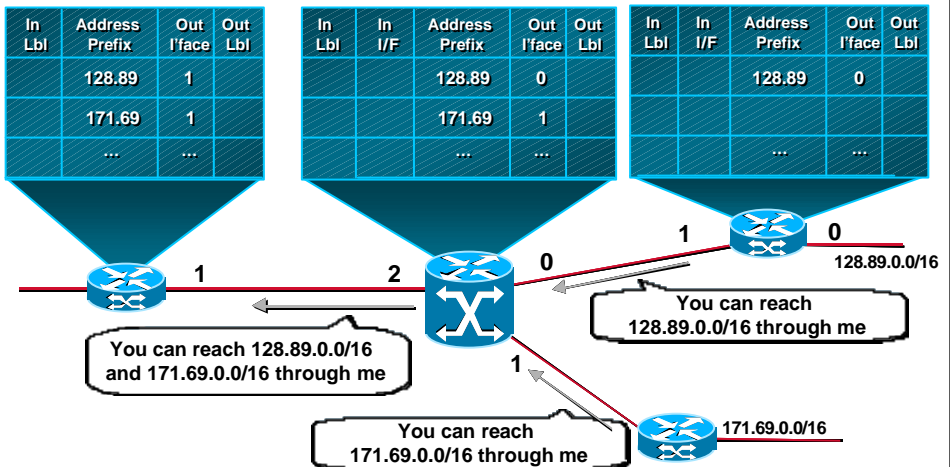 In Lbl Address Prefix Out I'face Out Lbl
128.89 1
171.69 1
... ...
In Lbl In I/F Address Prefix Out I'face Out Lbl
128.89 0
171.69 1
... ...
In Lbl In I/F Address Prefix Out I'face Out Lbl
128.89 0
... ...
1
2
0
1
0
128.89.0.0/16
You can reach
128.89.0.0/16 through me
You can reach 128.89.0.0/16
and 171.69.0.0/16 through me
1
You can reach
171.69.0.0/16 through me
171.69.0.0/16